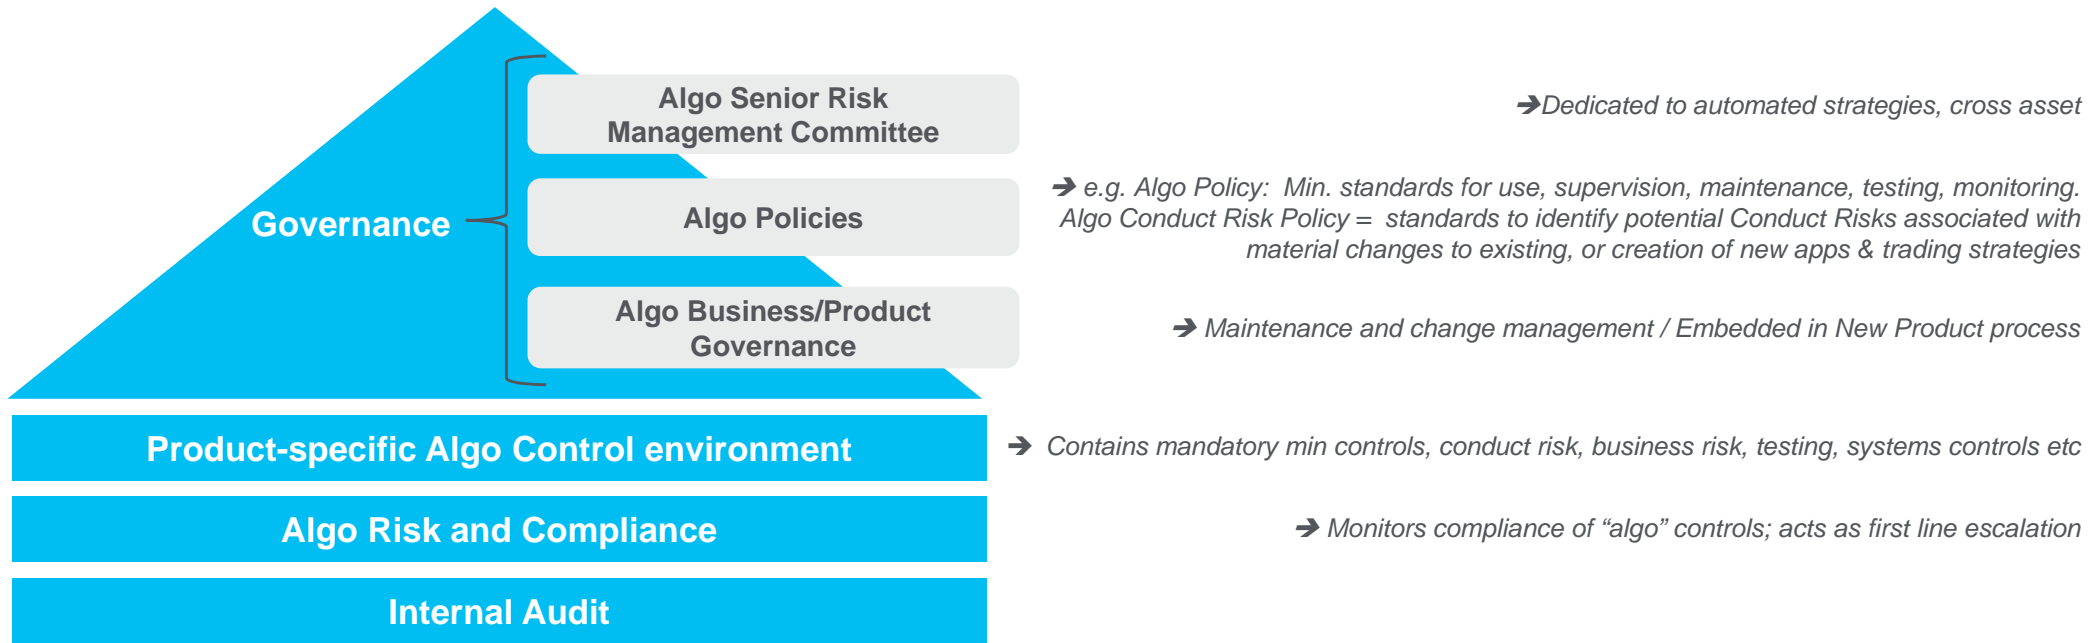 Algo Senior Risk
Management Committee
➔Dedicated to automated strategies, cross asset
Governance
Algo Policies
➔ e.g. Algo Policy: Min. standards for use, supervision, maintenance, testing, monitoring.
Algo Conduct Risk Policy = standards to identify potential Conduct Risks associated with
material changes to existing, or creation of new apps & trading strategies
Algo Business/Product
Governance
➔ Maintenance and change management / Embedded in New Product process
Product-specific Algo Control environment
➔ Contains mandatory min controls, conduct risk, business risk, testing, systems controls etc
Algo Risk and Compliance
➔ Monitors compliance of “algo” controls; acts as first line escalation
Internal Audit